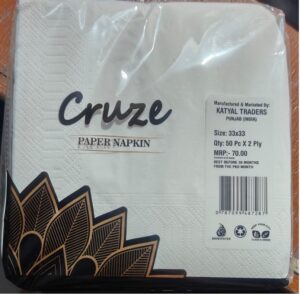 Cruze
PAPER NAPKIN
Manufactured & Marketed By:
KATYAL TRADERS
PUNJAB (INDIA)
Size: 33x33
Qty: 50 Pc X 2 Ply
MRP:- 70.00
BEST BEFORE 36 MONTHS
FROM THE PKD MONTH